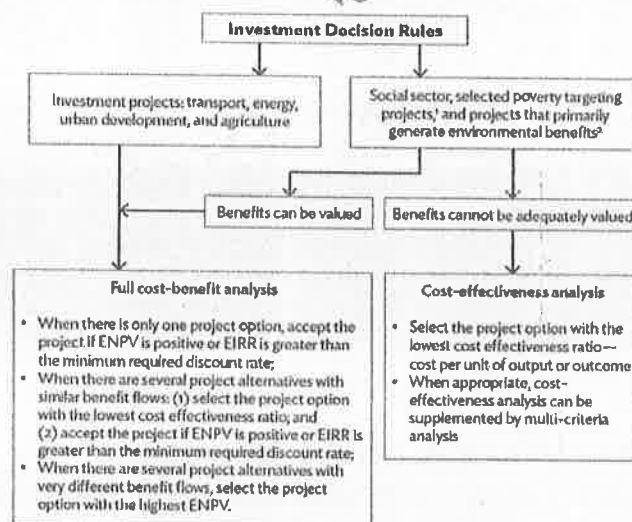 Investment Decision Rules
Investment projects: transport, energy,
urban development, and agriculture
Social sector, selected poverty targeting
projects,¹ and projects that primarily
generate environmental benefits²
Benefits can be valued
Benefits cannot be adequately valued
Full cost-benefit analysis
• When there is only one project option, accept the
project if ENPV is positive or EIRR is greater than
the minimum required discount rate;
• When there are several project alternatives with
similar benefit flows: (1) select the project option
with the lowest cost effectiveness ratio; and
(2) accept the project if ENPV is positive or EIRR is
greater than the minimum required discount rate;
• When there are several project alternatives with
very different benefit flows, select the project
option with the highest ENPV.
Cost-effectiveness analysis
• Select the project option with the
lowest cost effectiveness ratio—
cost per unit of output or outcome
• When appropriate, cost-
effectiveness analysis can be
supplemented by multi-criteria
analysis